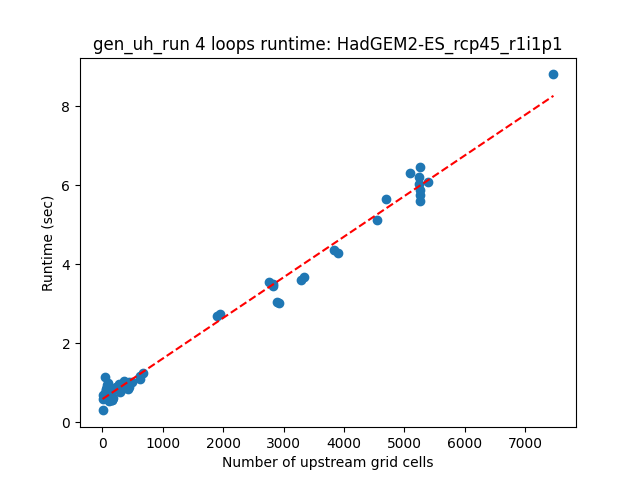 gen_uh_run 4 loops runtime: HadGEM2-ES_rcp45_r1i1p1
8
6
4
2
0
Runtime (sec)
0 1000 2000 3000 4000 5000 6000 7000
Number of upstream grid cells